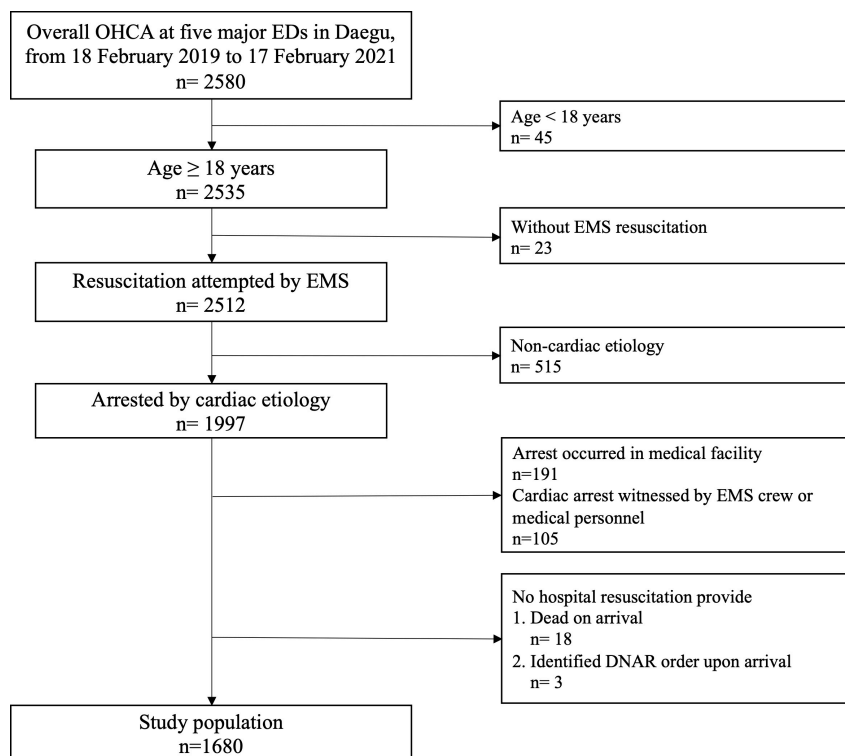 Overall OHCA at five major EDs in Daegu,
from 18 February 2019 to 17 February 2021
n= 2580
Age < 18 years
n= 45
Age ≥ 18 years
n= 2535
Without EMS resuscitation
n= 23
Resuscitation attempted by EMS
n= 2512
Non-cardiac etiology
n= 515
Arrested by cardiac etiology
n= 1997
Arrest occurred in medical facility
n=191
Cardiac arrest witnessed by EMS crew or
medical personnel
n=105
No hospital resuscitation provide
1. Dead on arrival
n= 18
2. Identified DNAR order upon arrival
n= 3
Study population
n=1680